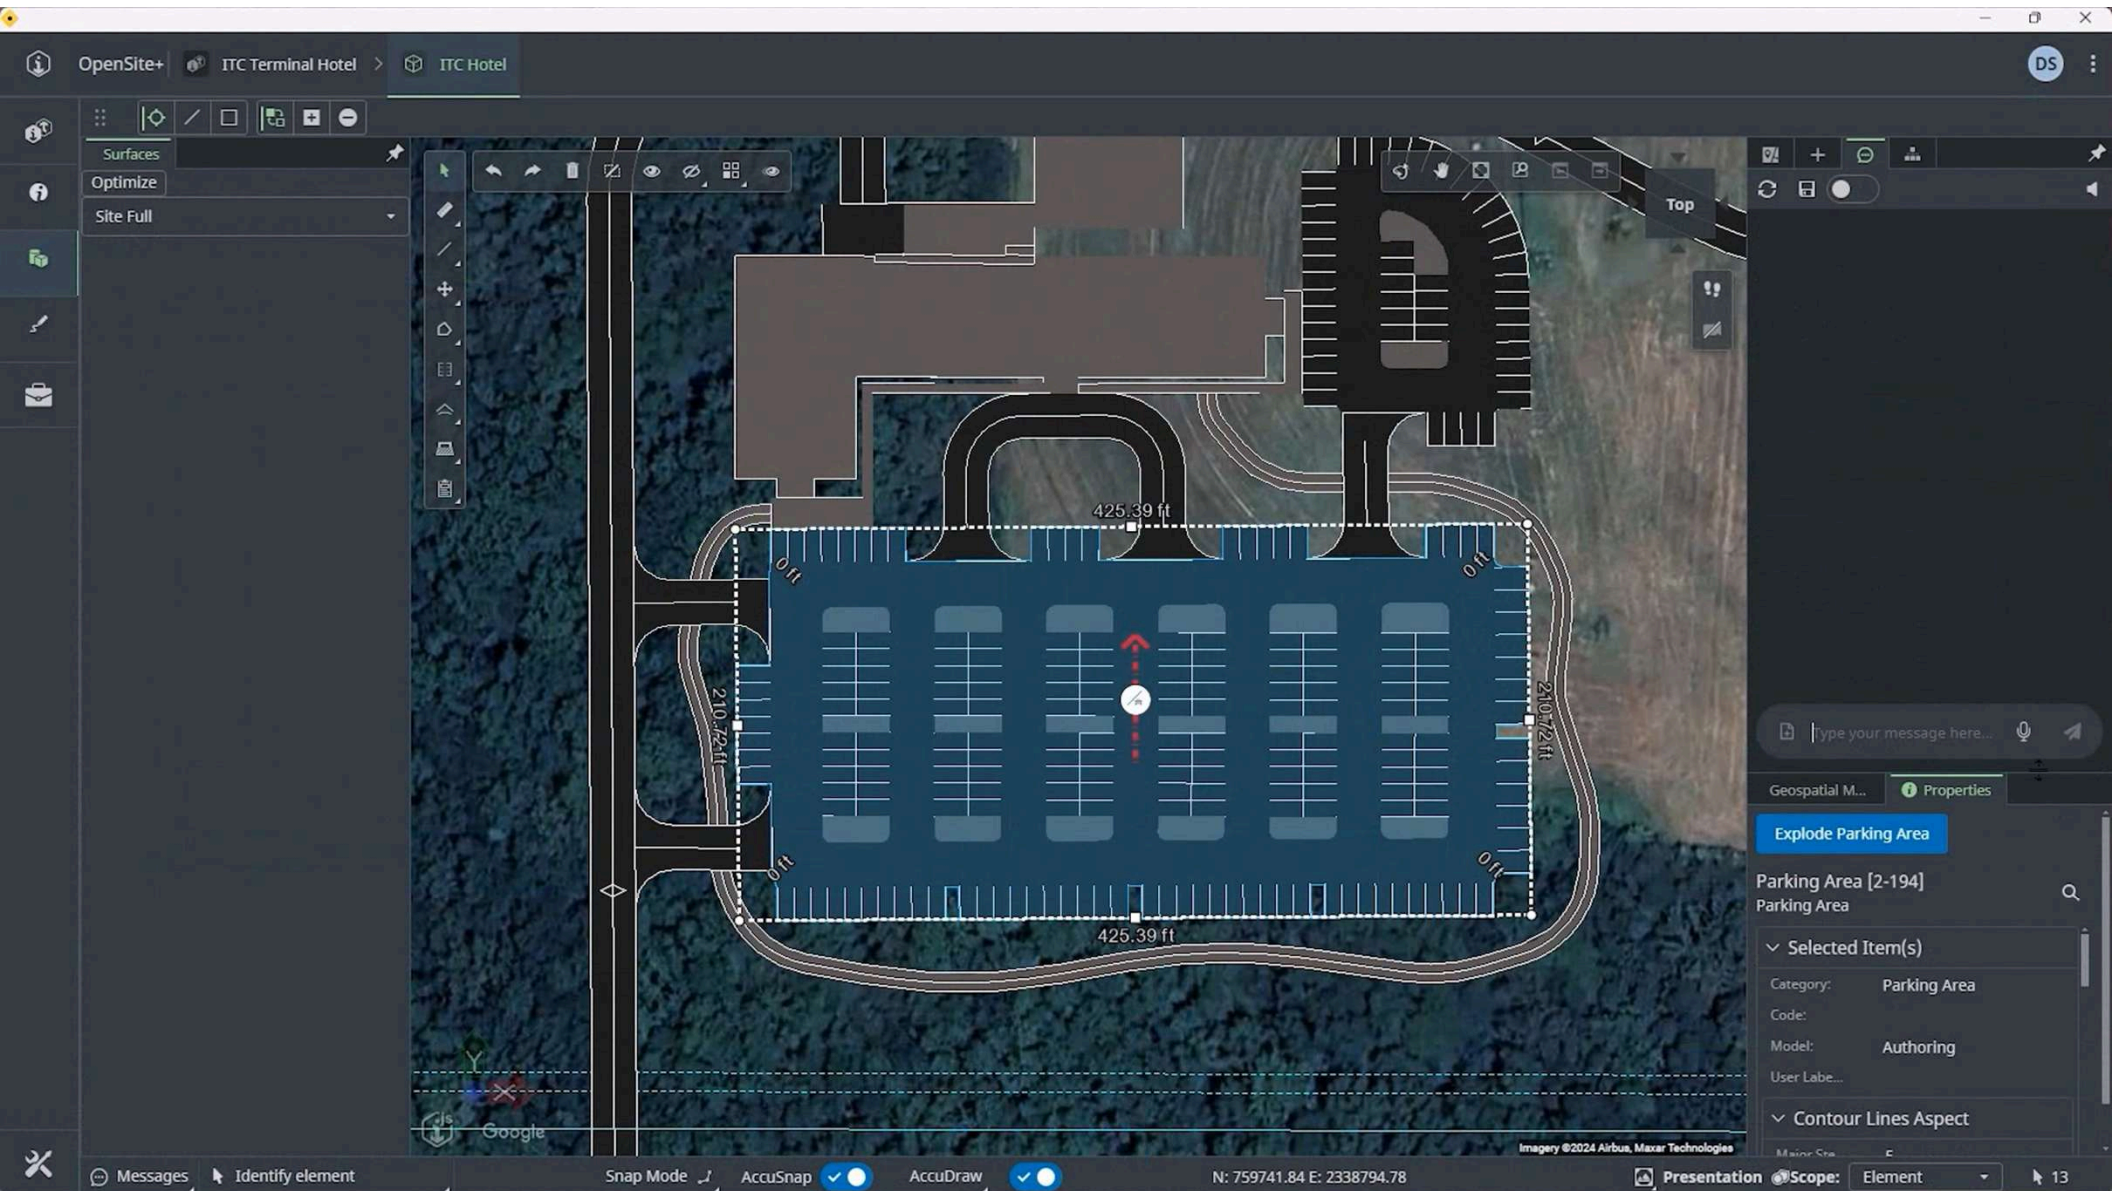 OpenSite+
ITC Terminal Hotel
ITC Hotel
DS
Surfaces
Optimize
Site Full
Top
425.39 ft
0 ft
0 ft
210.72 ft
210.72 ft
0 ft
0 ft
425.39 ft
Type your message here...
Geospatial M...
Properties
Explode Parking Area
Parking Area [2-194]
Parking Area
Selected Item(s)
Category: Parking Area
Code:
Model: Authoring
User Labe...
Contour Lines Aspect
Y
X
js
Google
Imagery ©2024 Airbus, Maxar Technologies
Messages
Identify element
Snap Mode
AccuSnap
AccuDraw
N: 759741.84 E: 2338794.78
Presentation
Scope:
Element
13